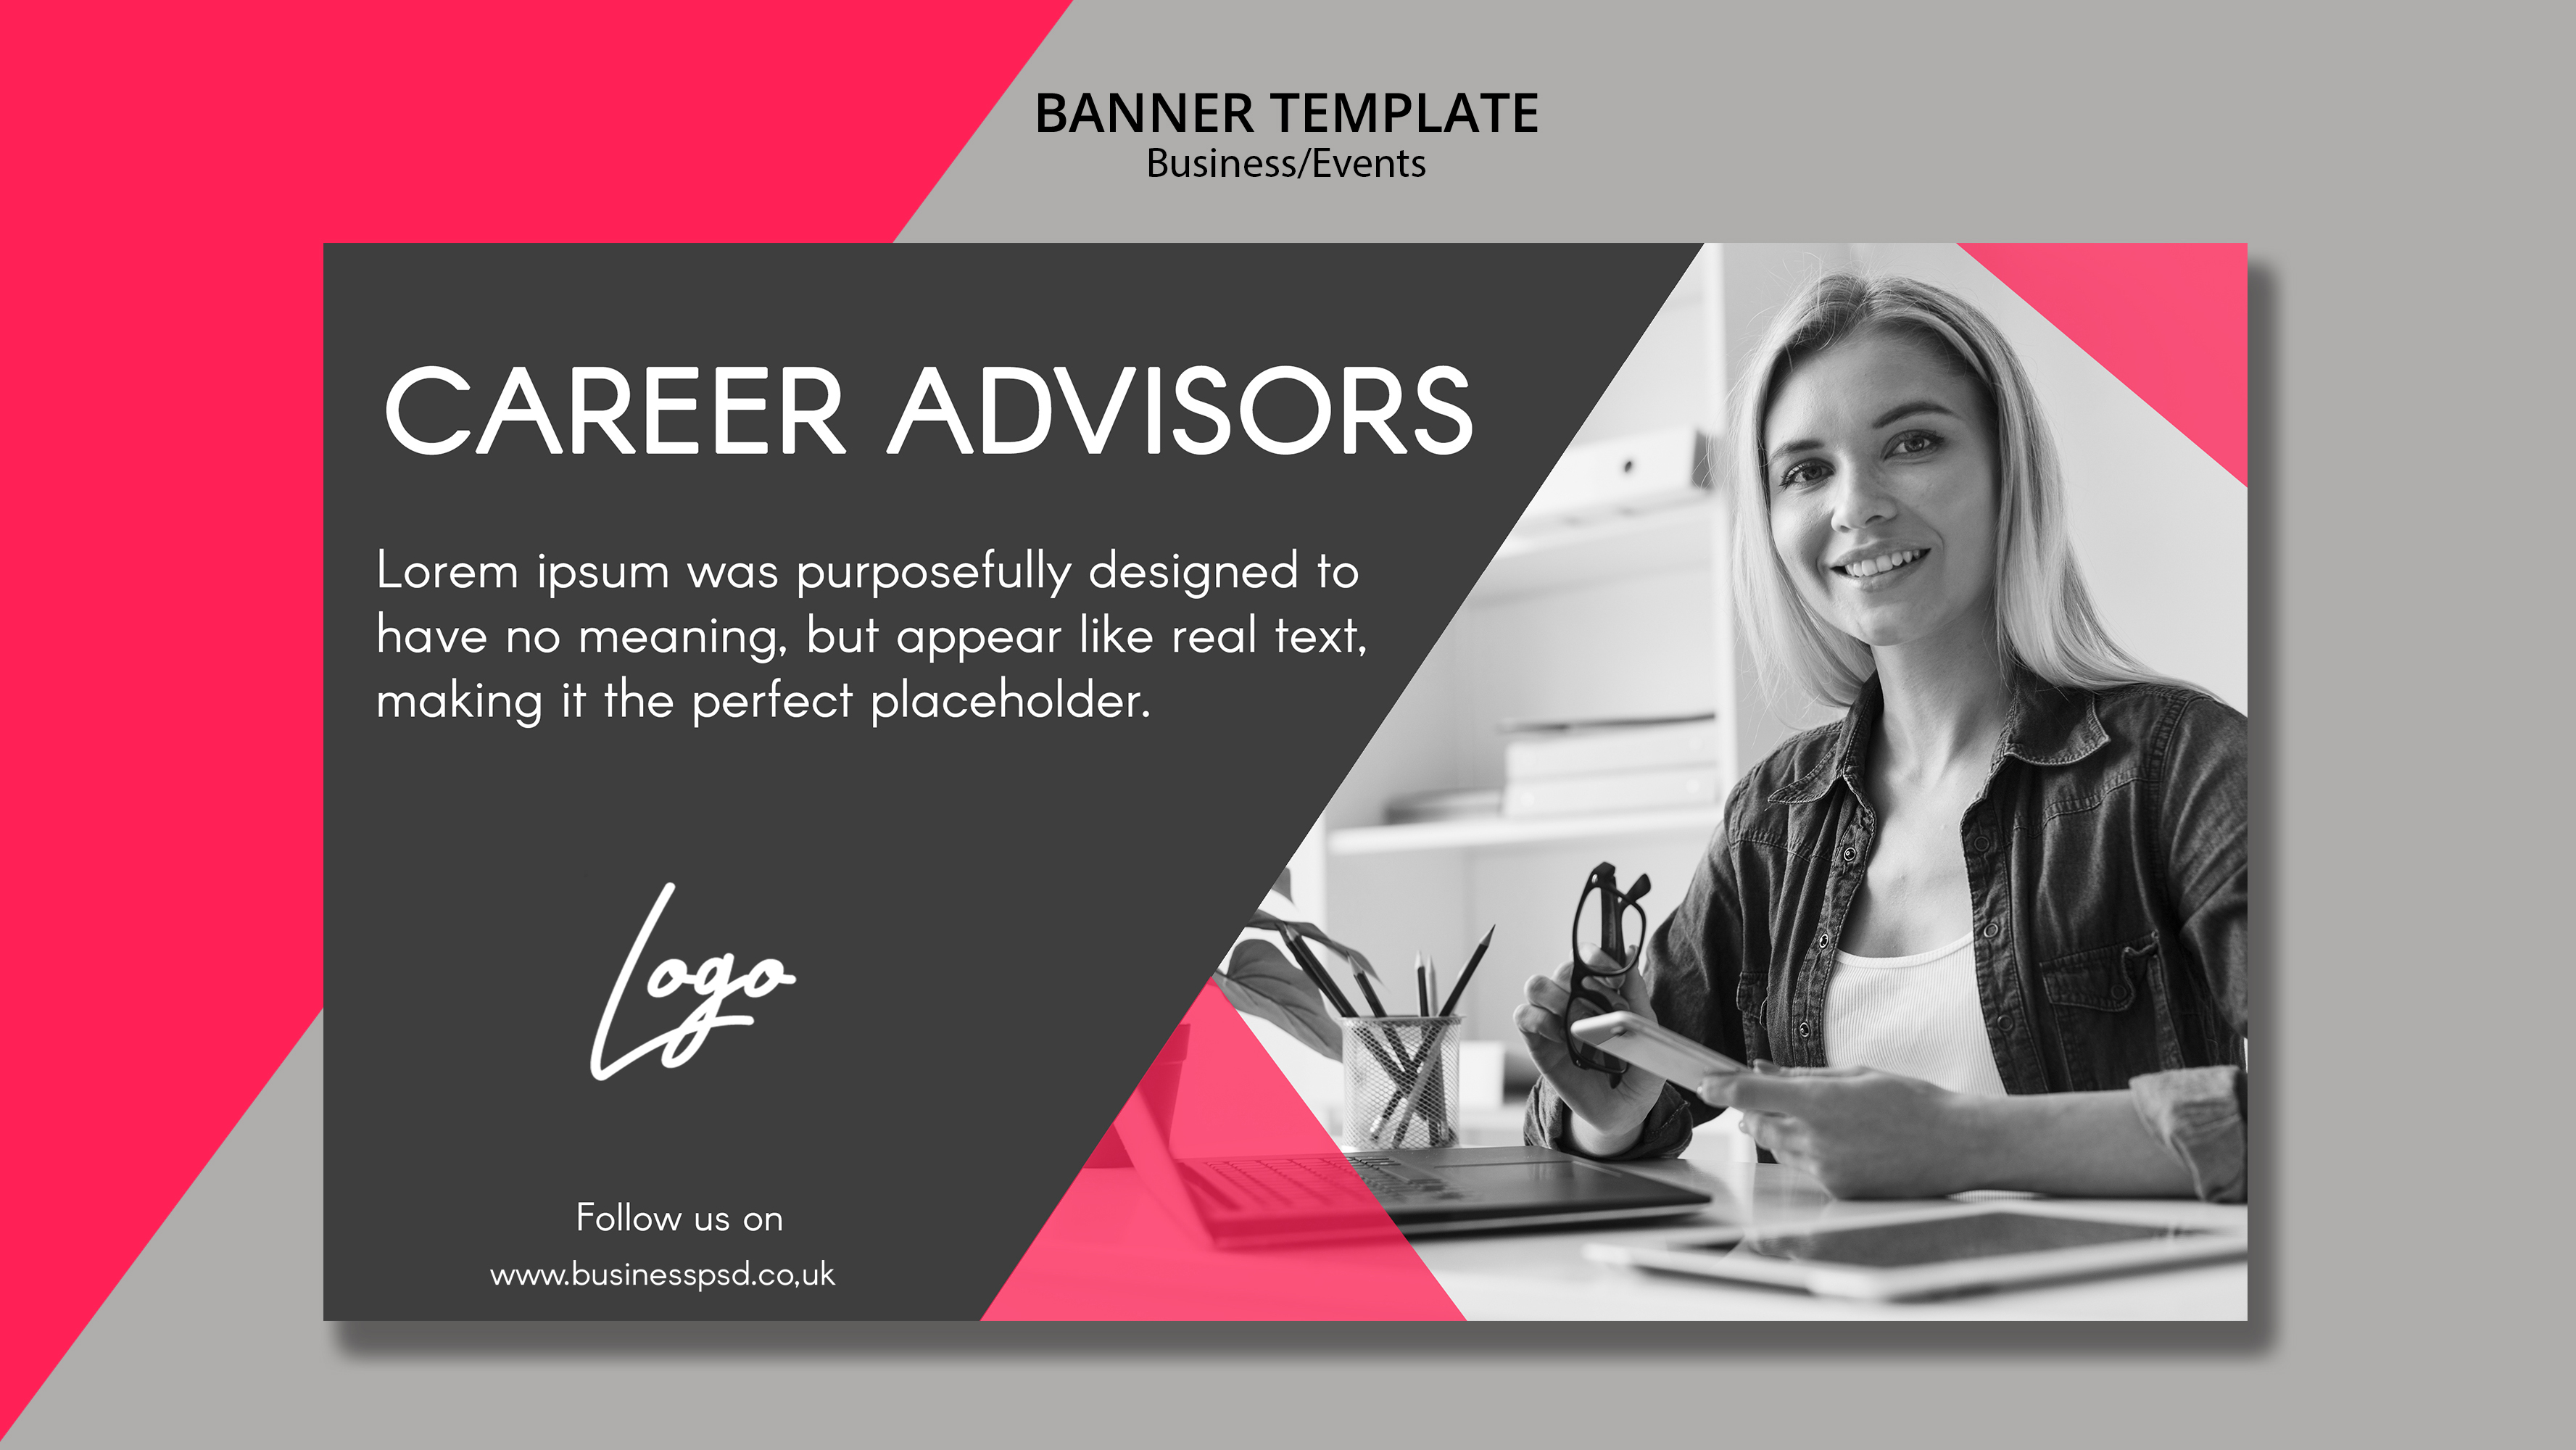 BANNER TEMPLATE
Business/Events
CAREER ADVISORS
Lorem ipsum was purposefully designed to
have no meaning, but appear like real text,
making it the perfect placeholder.
Logo
Follow us on
www.businesspsd.co,uk